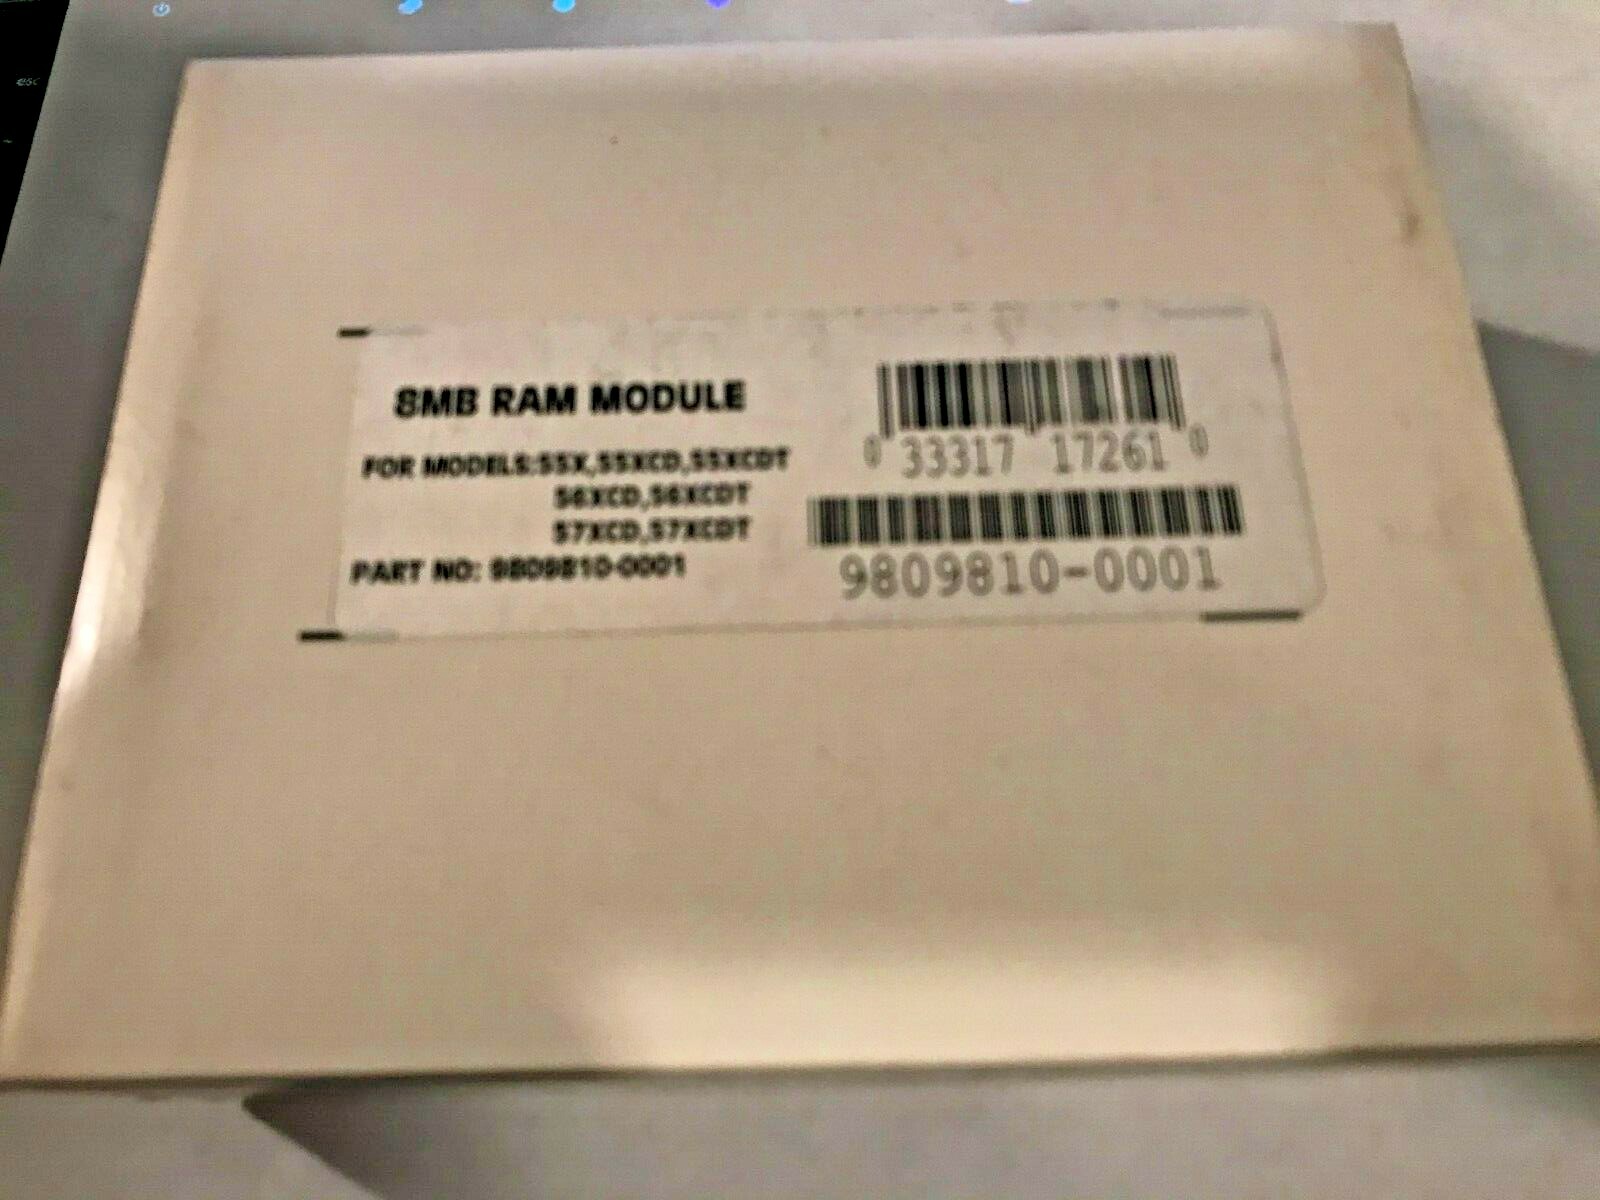 esc
8MB RAM MODULE
FOR MODELS:55X,55XCD,55XCDT
56XCD,56XCDT
57XCD,57XCDT
PART NO: 9809810-0001
0 33317 17261 0
9809810-0001